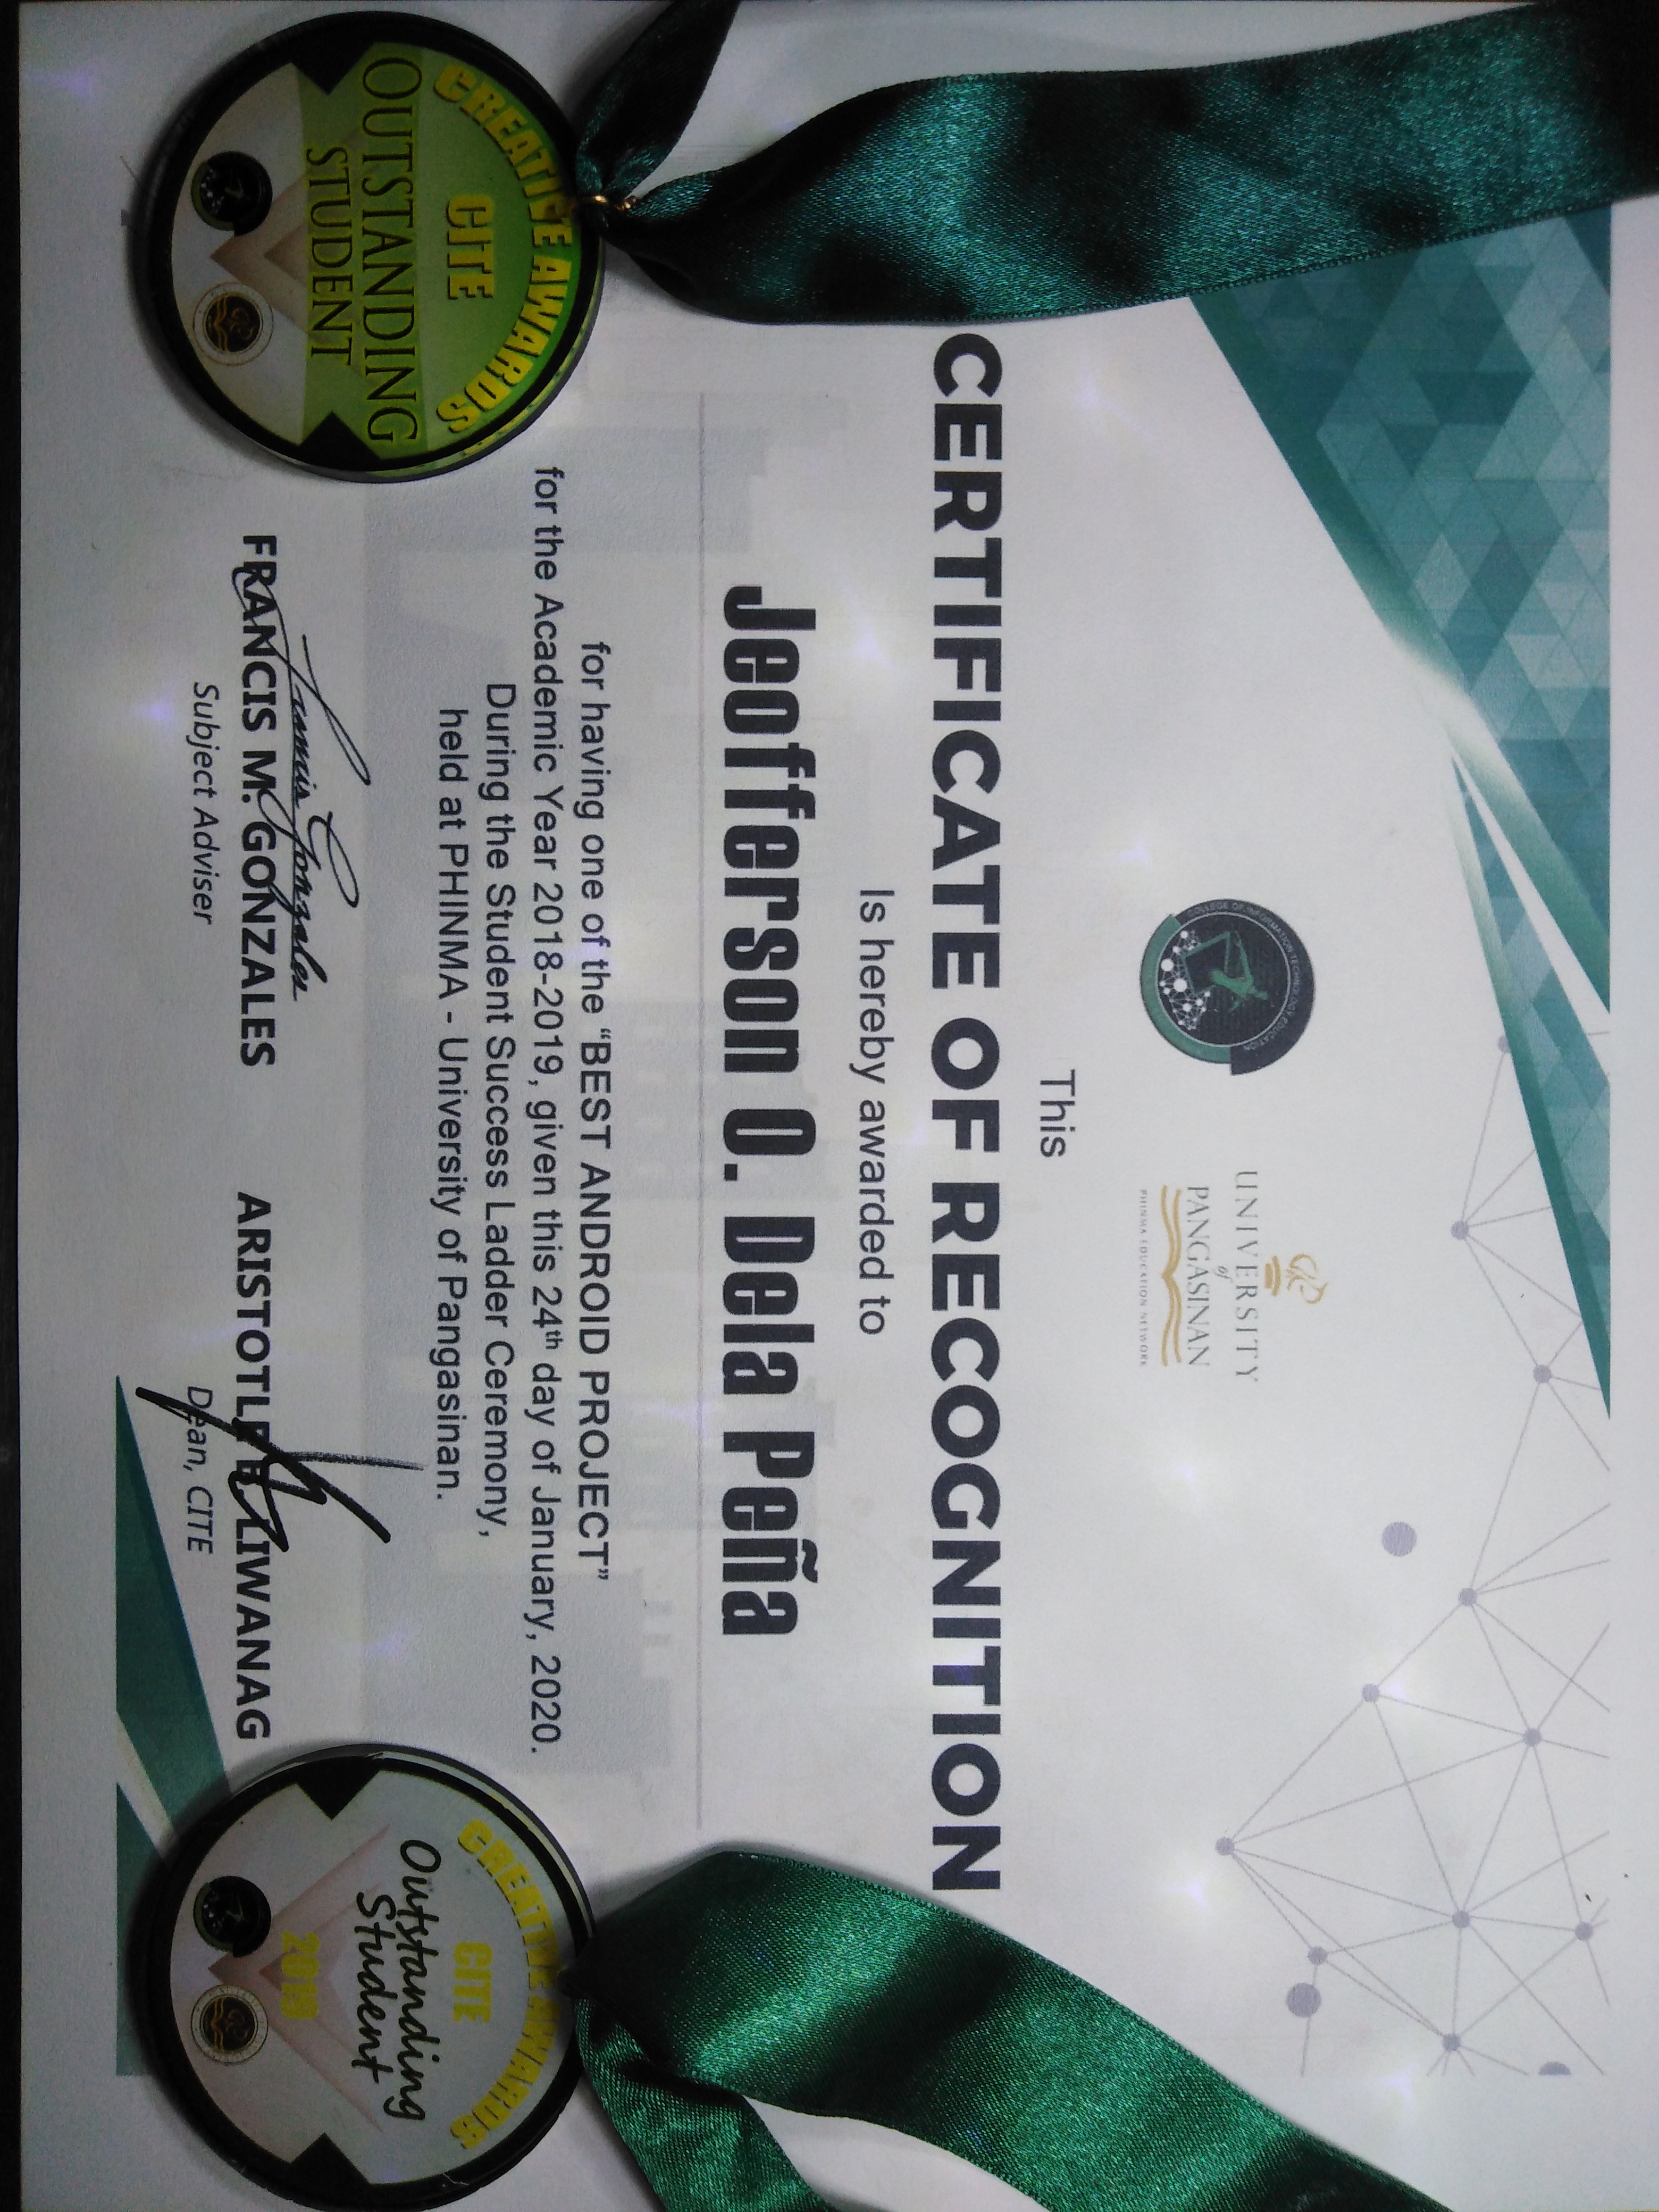 COLLEGE OF INFORMATION TECHNOLOGY EDUCATION
UNIVERSITY
of
PANGASINAN
PHINMA EDUCATION NETWORK
This
CERTIFICATE OF RECOGNITION
Is hereby awarded to
Jeofferson O. Dela Peña
for having one of the “BEST ANDROID PROJECT”
for the Academic Year 2018-2019, given this 24th day of January, 2020.
During the Student Success Ladder Ceremony,
held at PHINMA - University of Pangasinan.
Francis Gonzales
FRANCIS M. GONZALES
Subject Adviser
ARISTOTLE LIWANAG
Dean, CITE
CREATIVE AWARDS
CITE
OUTSTANDING
STUDENT
CREATIVE AWARDS
CITE
Outstanding
Student
2019